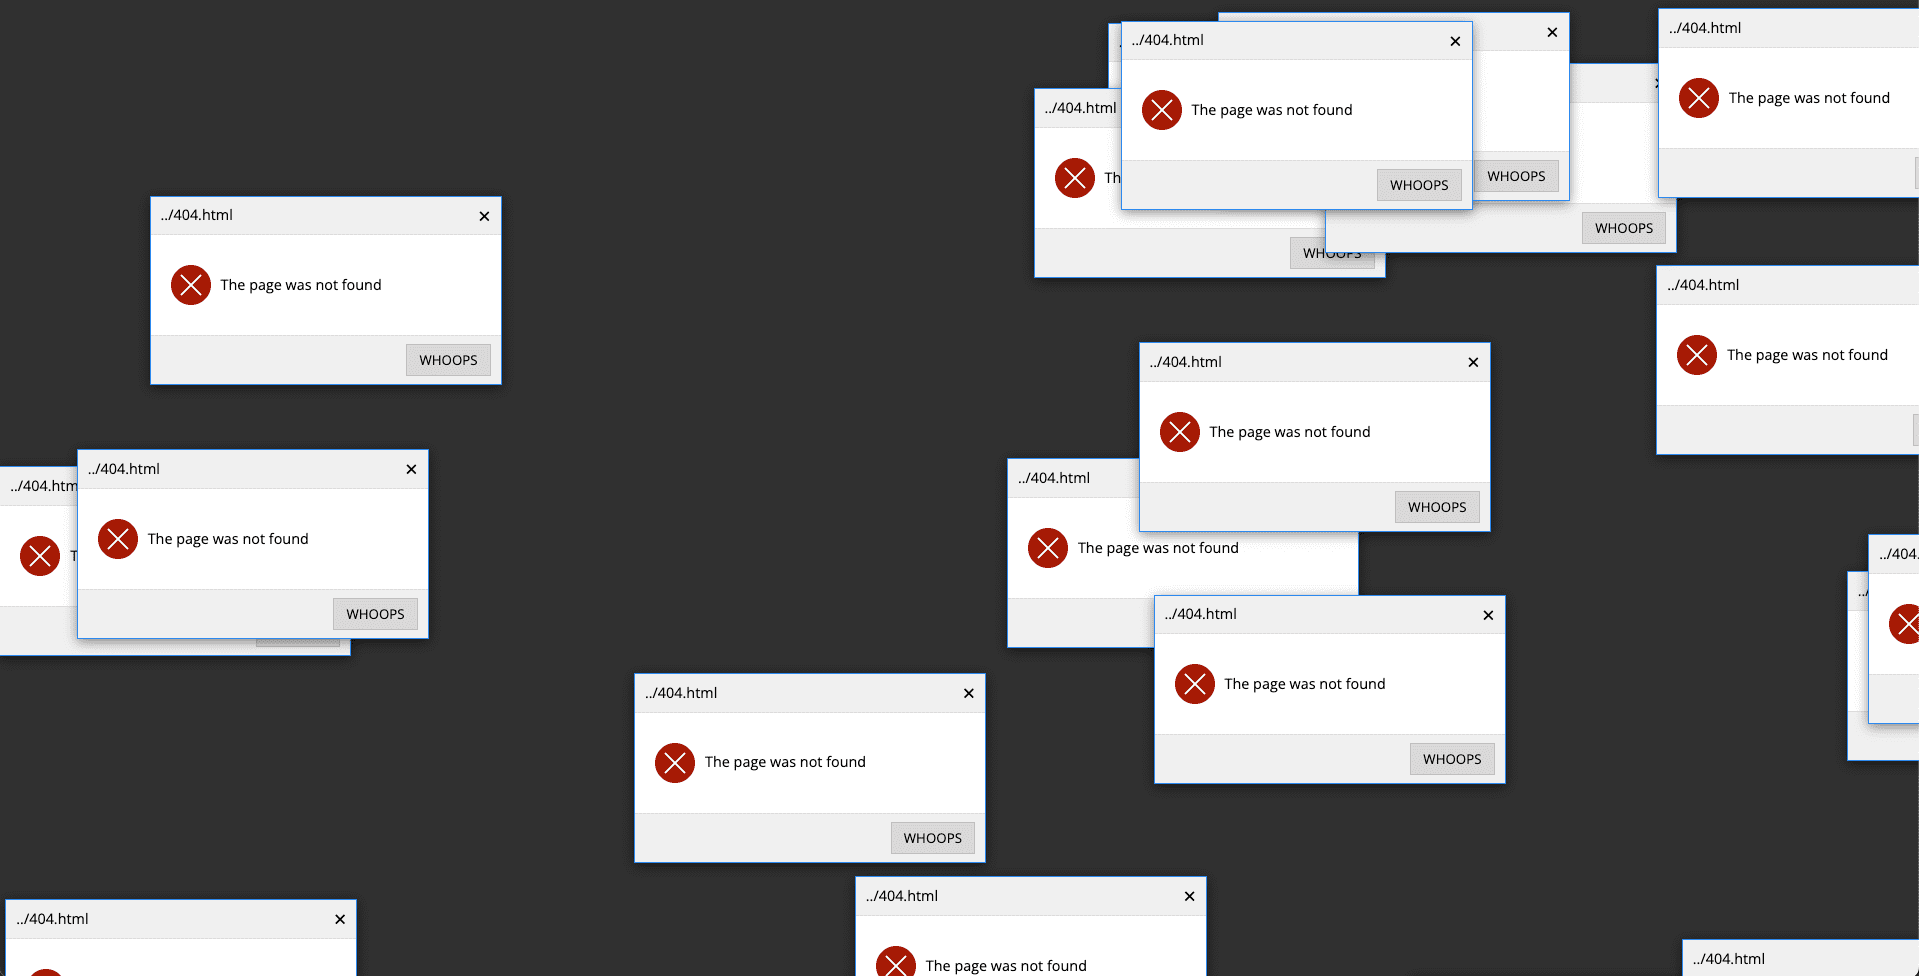 ../404.html
The page was not found
WHOOPS
../404.html
Th
WHOOPS
../404.html
The page was not found
WHOOPS
WHOOPS
WHOOPS
../404.html
The page was not found
../404.html
The page was not found
../404.html
The page was not found
WHOOPS
../404.html
The page was not found
../404.html
The page was not found
WHOOPS
../404.htm
T
../404.html
The page was not found
WHOOPS
../404.html
The page was not found
WHOOPS
../404.
../
../404.html
The page was not found
../404.html
../404.html